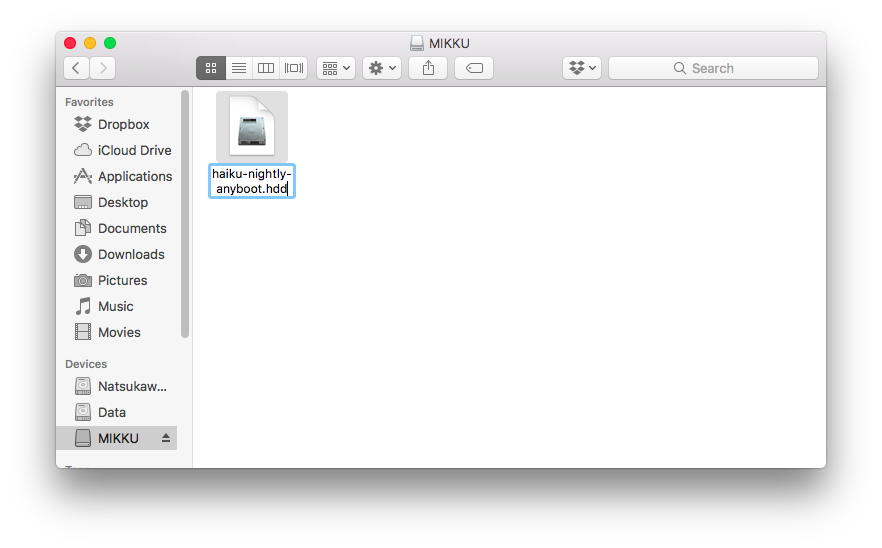 MIKKU
Search
Favorites
Dropbox
iCloud Drive
Applications
Desktop
Documents
Downloads
Pictures
Music
Movies
Devices
Natsukaw...
Data
MIKKU
haiku-nightly-
anyboot.hdd